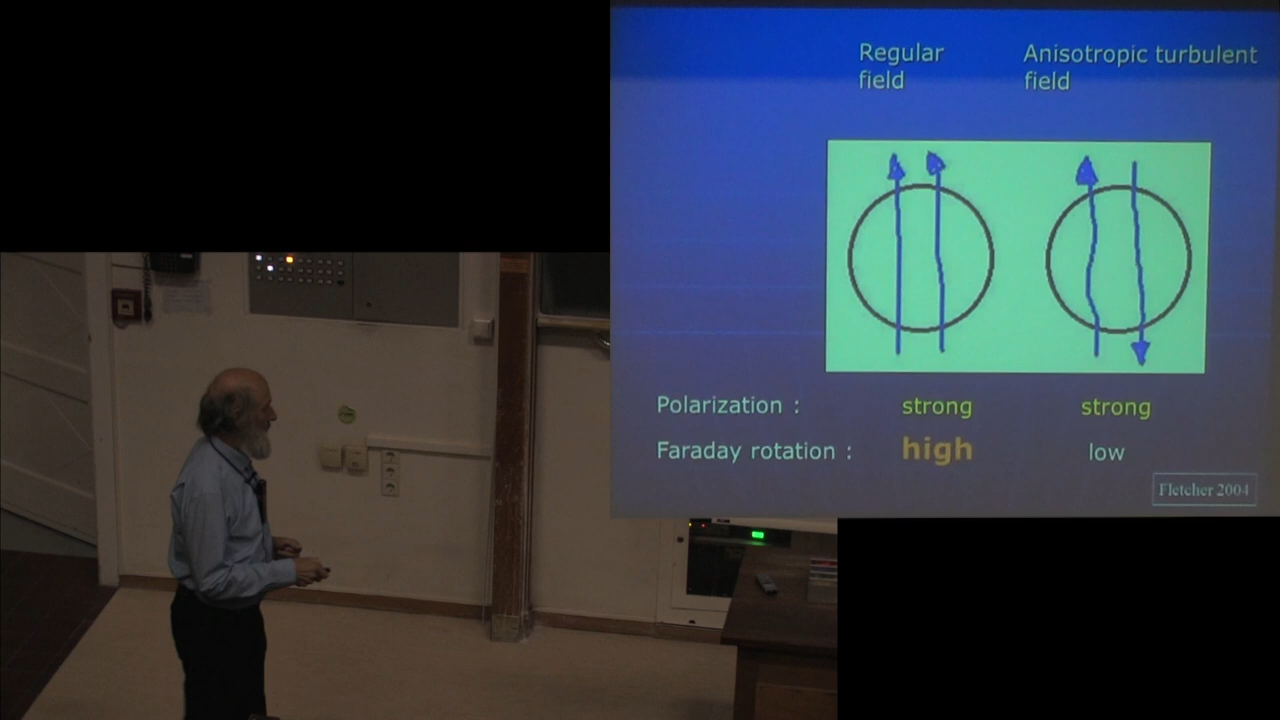 Regular
field
Anisotropic turbulent
field
Polarization : strong strong
Faraday rotation : high low
Fletcher 2004